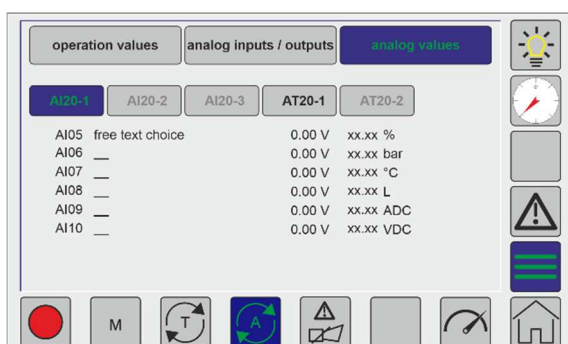 operation values analog inputs / outputs analog values
AI20-1 AI20-2 AI20-3 AT20-1 AT20-2
AI05 free text choice 0.00 V xx.xx %
AI06 __ 0.00 V xx.xx bar
AI07 __ 0.00 V xx.xx °C
AI08 __ 0.00 V xx.xx L
AI09 __ 0.00 V xx.xx ADC
AI10 __ 0.00 V xx.xx VDC
M T A